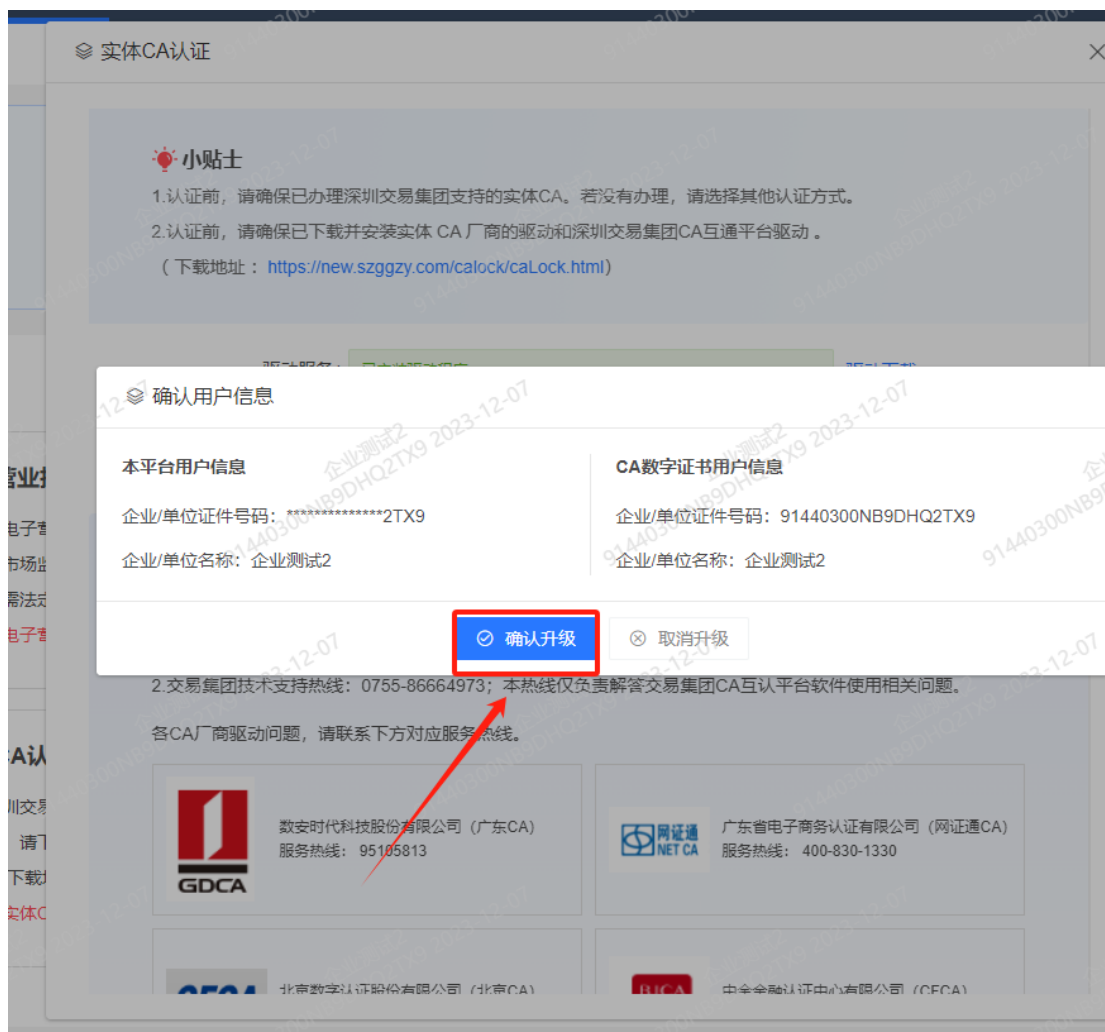 实体CA认证
小贴士
1.认证前，请确保已办理深圳交易集团支持的实体CA。若没有办理，请选择其他认证方式。
2.认证前，请确保已下载并安装实体 CA 厂商的驱动和深圳交易集团CA互通平台驱动 。
（ 下载地址 ： https://new.szggzy.com/calock/caLock.html）
确认用户信息
本平台用户信息
CA数字证书用户信息
企业/单位证件号码：**************2TX9
企业/单位证件号码：91440300NB9DHQ2TX9
企业/单位名称：企业测试2
企业/单位名称：企业测试2
确认升级
取消升级
2.交易集团技术支持热线：0755-86664973；本热线仅负责解答交易集团CA互认平台软件使用相关问题。
各CA厂商驱动问题，请联系下方对应服务热线。
GDCA
数安时代科技股份有限公司（广东CA）
服务热线： 95105813
网证通
NET CA
广东省电子商务认证有限公司（网证通CA）
服务热线： 400-830-1330
北京数字认证股份有限公司（北京CA）
中金金融认证中心有限公司（CFCA）
企业测试2
91440300NB9DHQ2TX9 2023-12-07